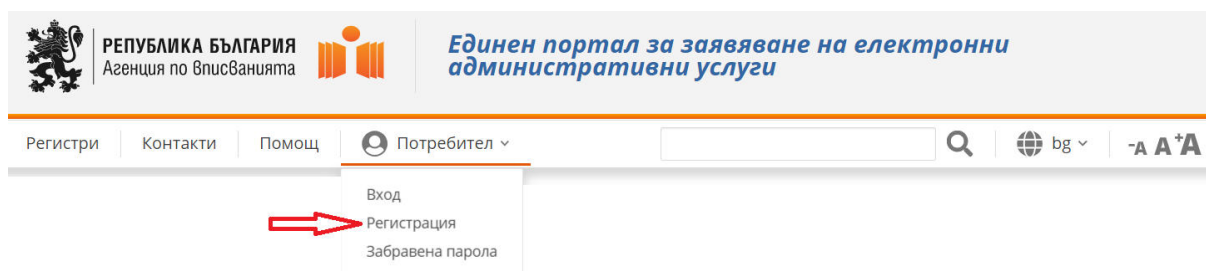 РЕПУБЛИКА БЪЛГАРИЯ
Агенция по вписванията
Единен портал за заявяване на електронни
административни услуги
Регистри Контакти Помощ Потребител bg -A A +A
Вход
Регистрация
Забравена парола